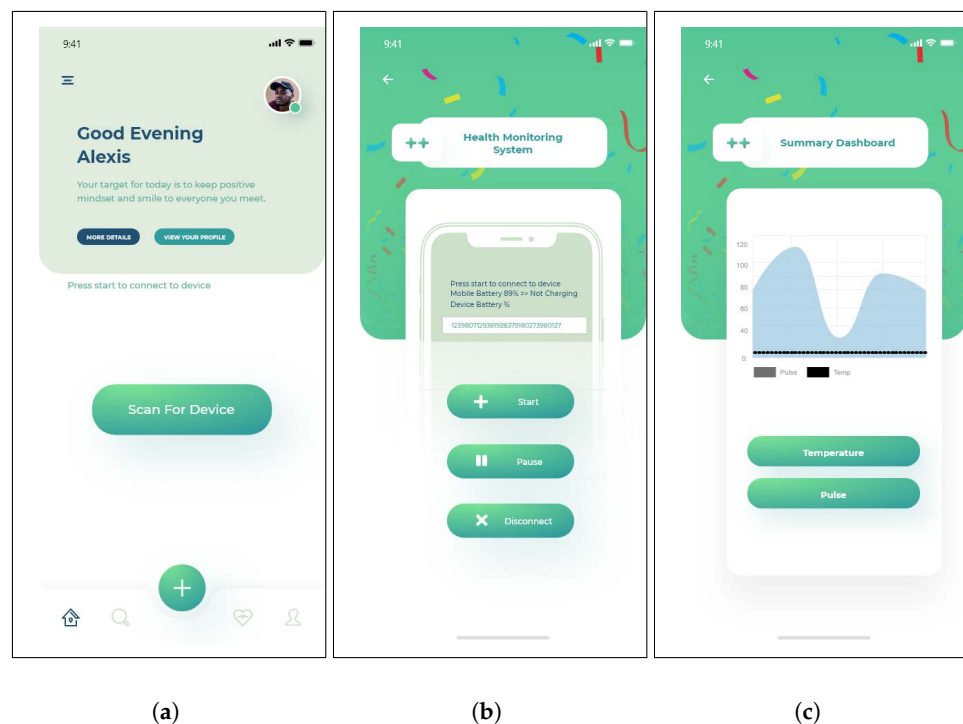 9:41
Good Evening
Alexis
Your target for today is to keep positive
mindset and smile to everyone you meet.
MORE DETAILS
VIEW YOUR PROFILE
Press start to connect to device
Scan For Device
(a)
9:41
Health Monitoring
System
Press start to connect to device
Mobile Battery 89% => Not Charging
Device Battery %
(b)
9:41
Summary Dashboard
120
100
80
60
40
0
Pulse
Temp
Temperature
Pulse
(c)
Start
Pause
Disconnect